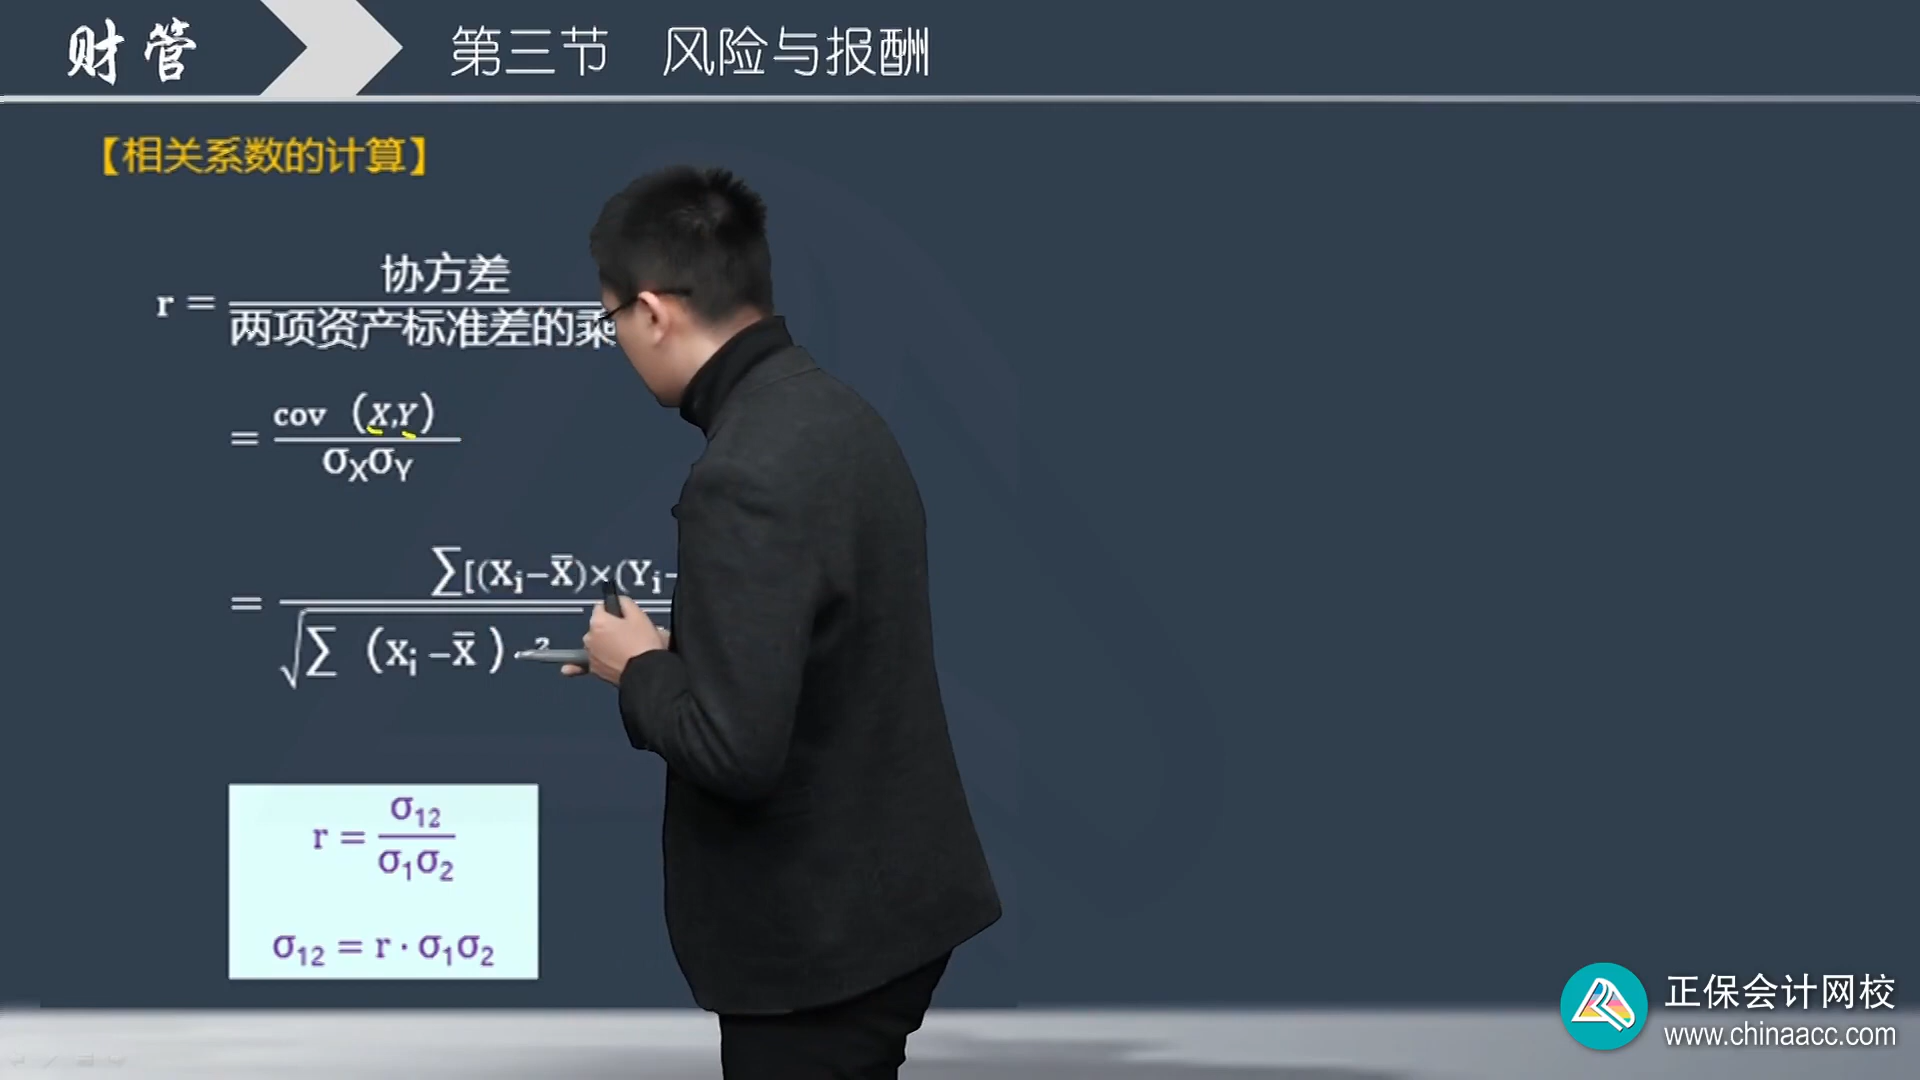 财管
第三节 风险与报酬
【相关系数的计算】
r = 协方差
两项资产标准差的乘
= cov (X,Y)
σXσY
= ∑[(Xi−X̅)×(Yi−
√∑ (Xi −X̅ ) 2
r = σ12
σ1σ2
σ12 = r · σ1σ2
正保会计网校
www.chinaacc.com